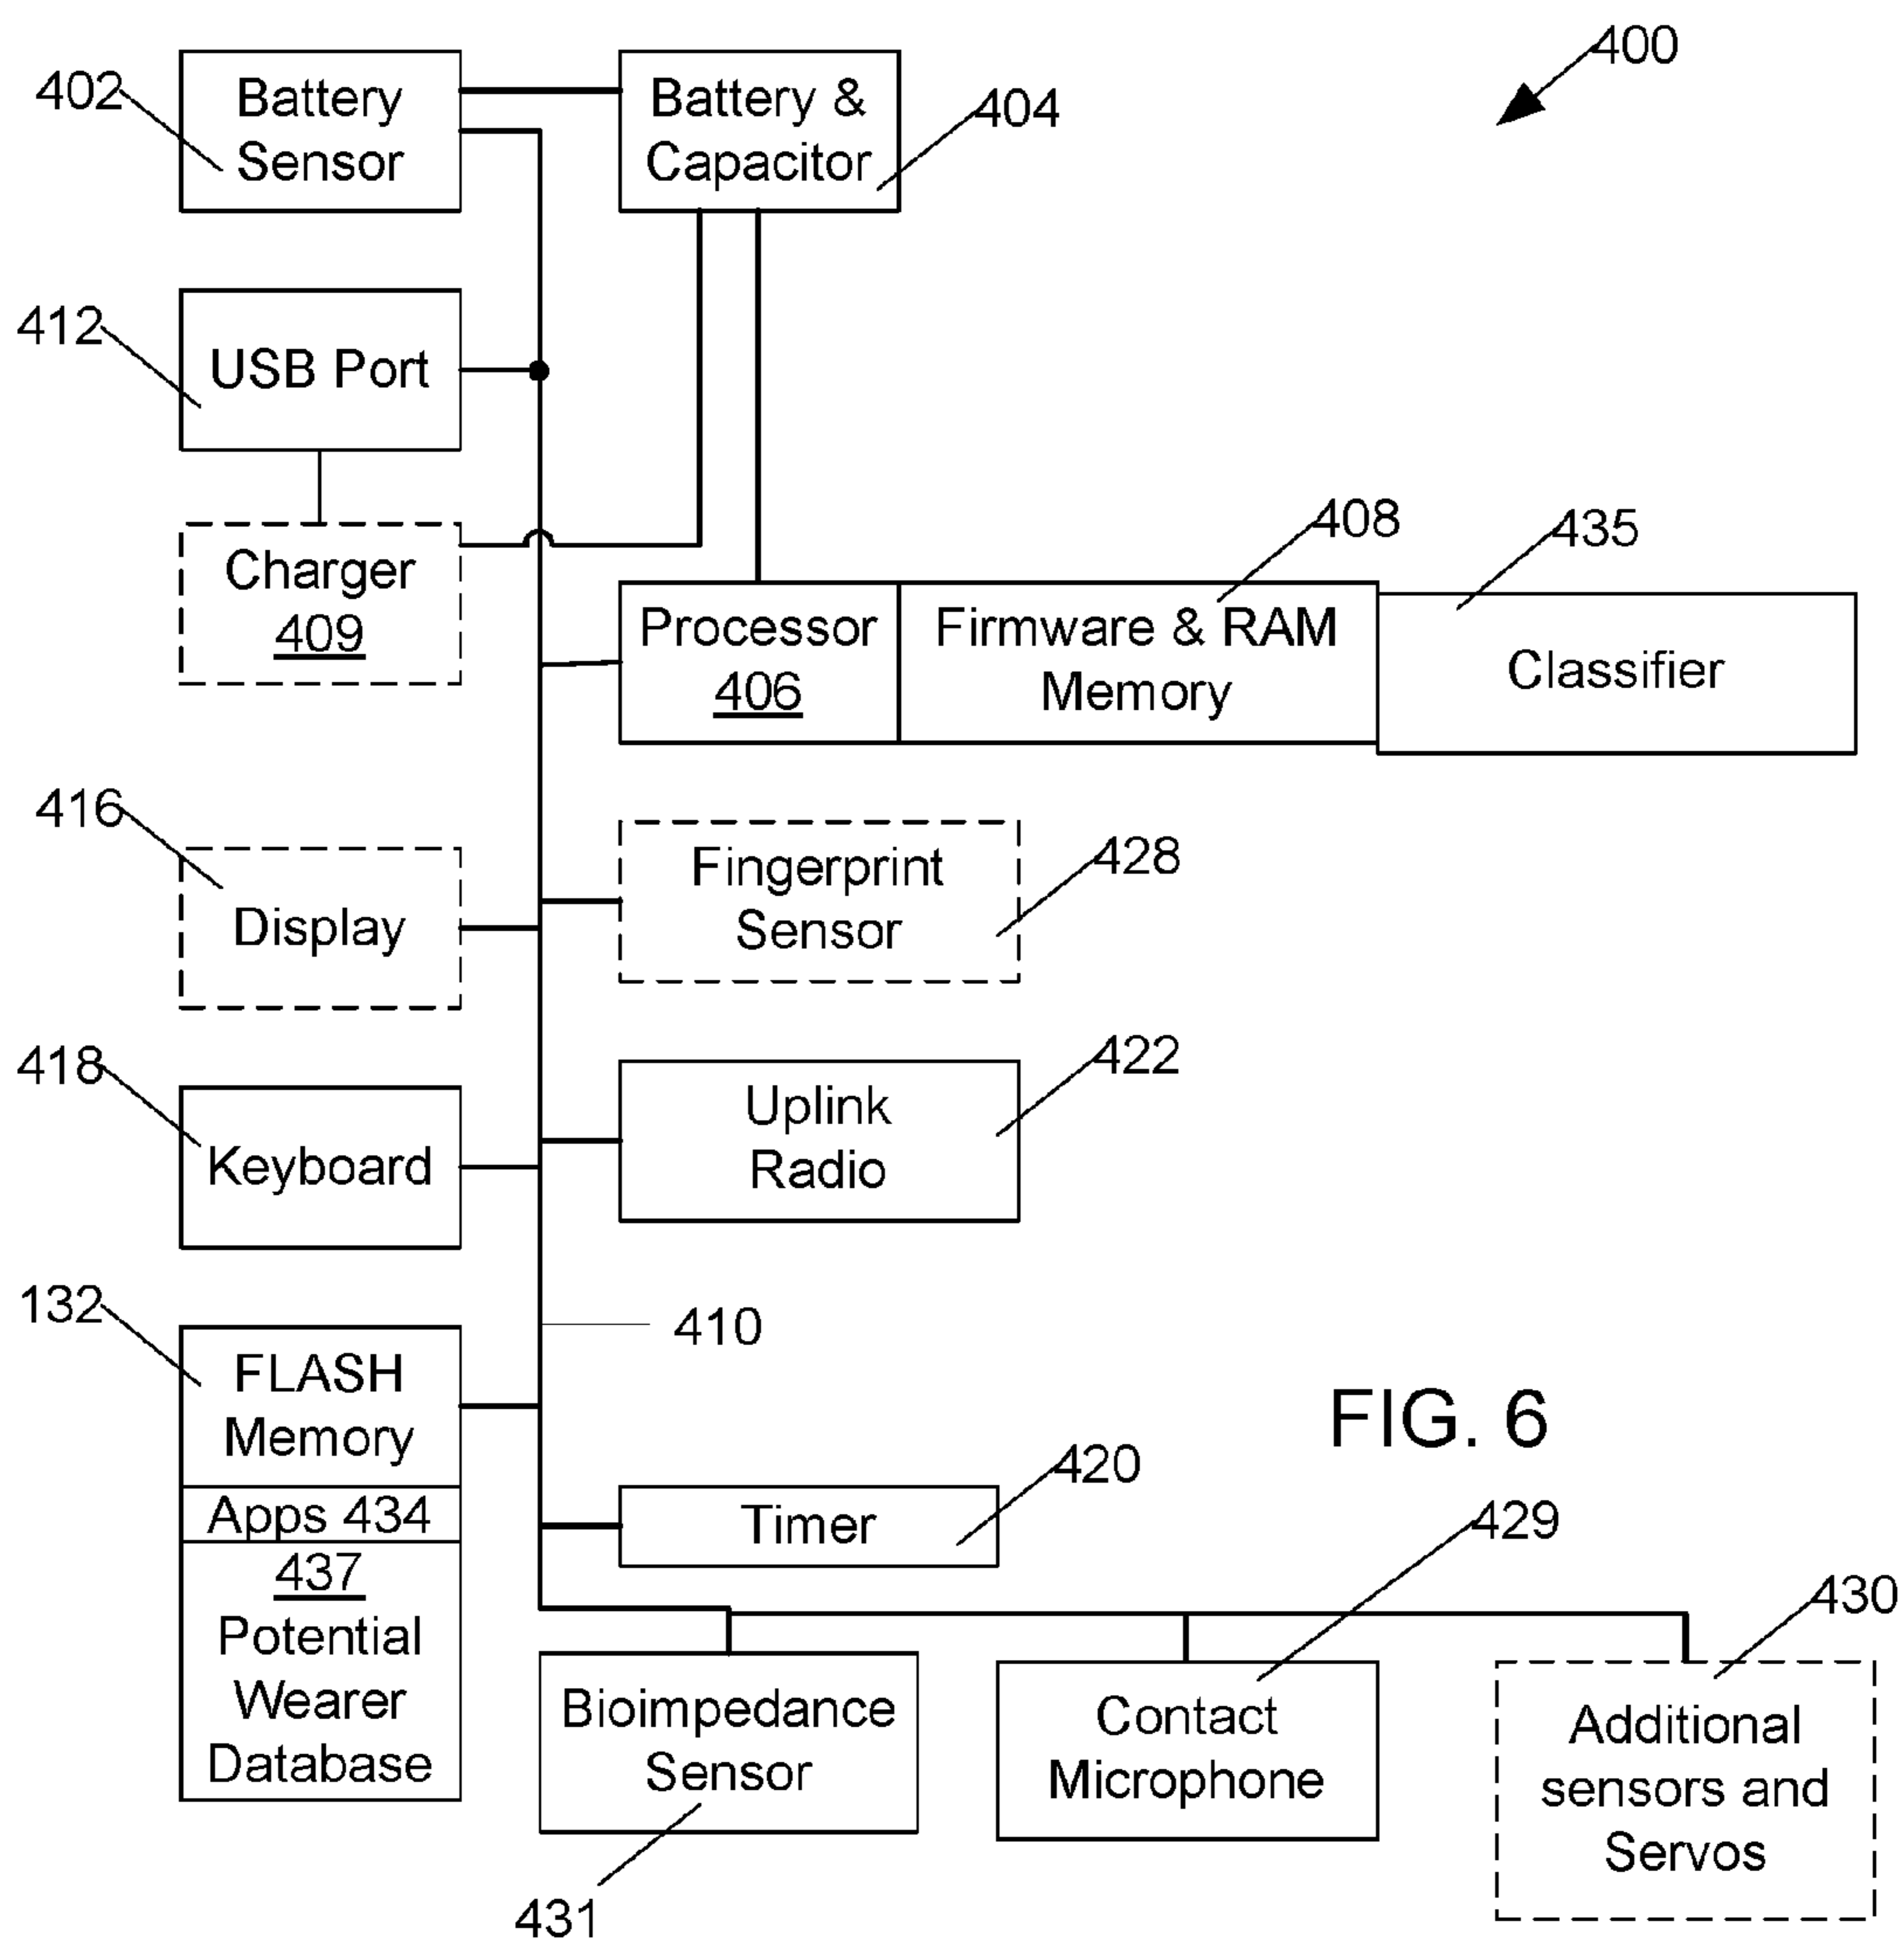 400
402
Battery
Sensor
Battery &
Capacitor
404
412
USB Port
Charger
409
408
435
Processor
406
Firmware & RAM
Memory
Classifier
416
Display
Fingerprint
Sensor
428
418
Keyboard
Uplink
Radio
422
132
FLASH
Memory
410
FIG. 6
Apps 434
Timer
420
437
Potential
Wearer
Database
429
430
Bioimpedance
Sensor
431
Contact
Microphone
Additional
sensors and
Servos